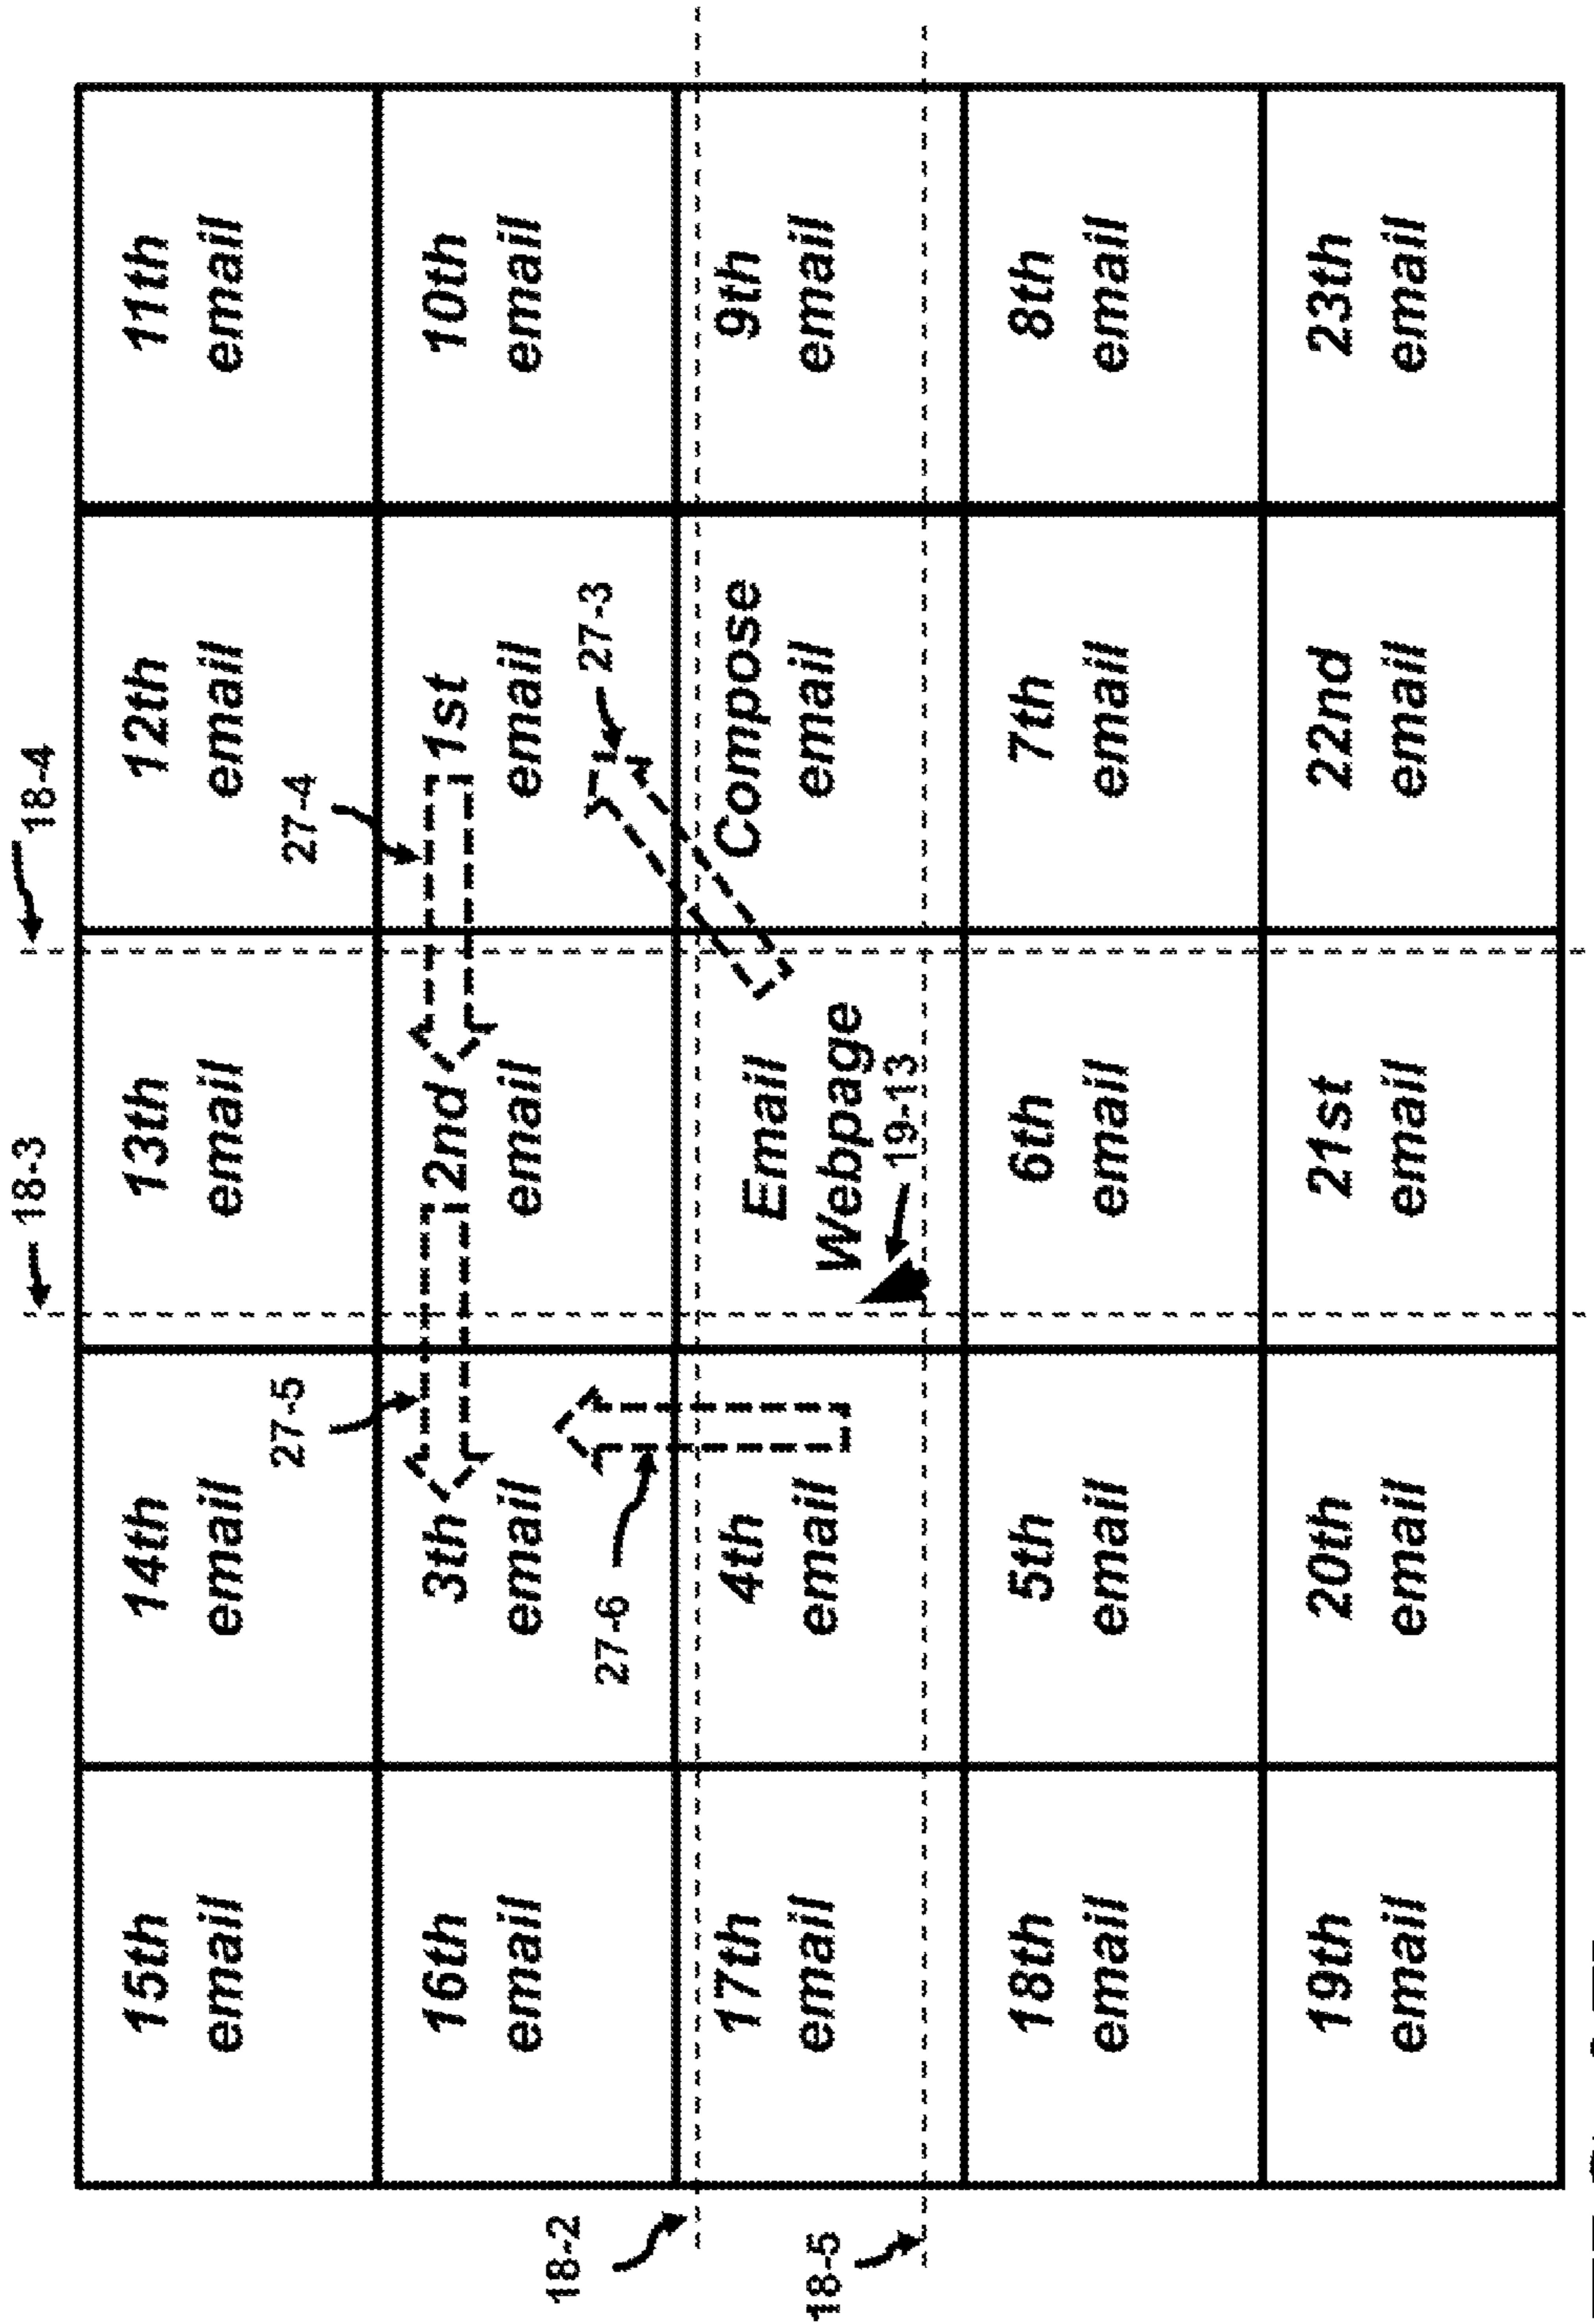 18-3
18-4
15th
email
14th
email
13th
email
12th
email
11th
email
27-5
27-4
16th
email
3th
email
2nd
email
1st
email
10th
email
18-2
27-6
27-3
17th
email
4th
email
Email
Webpage
Compose
email
9th
email
18-5
19-13
18th
email
5th
email
6th
email
7th
email
8th
email
19th
email
20th
email
21st
email
22nd
email
23th
email